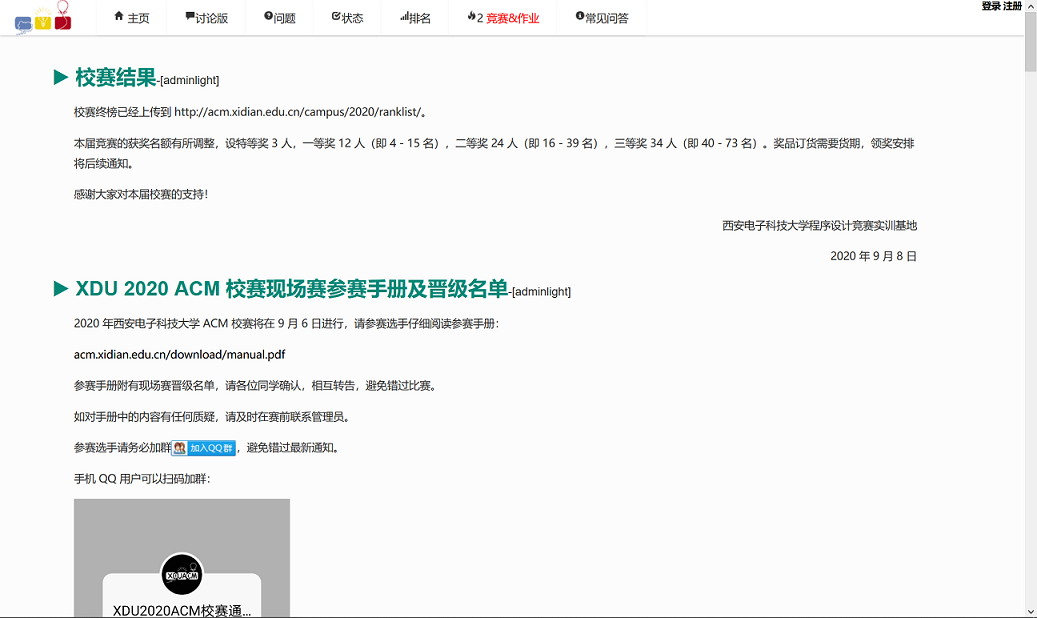 主页 讨论版 问题 状态 排名 2 竞赛&作业 常见问答 登录 注册
校赛结果-[adminlight]
校赛终榜已经上传到 http://acm.xidian.edu.cn/campus/2020/ranklist/。
本届竞赛的获奖名额有所调整，设特等奖 3 人，一等奖 12 人（即 4 - 15 名），二等奖 24 人（即 16 - 39 名），三等奖 34 人（即 40 - 73 名）。奖品订货需要货期，领奖安排
将后续通知。
感谢大家对本届校赛的支持！
西安电子科技大学程序设计竞赛实训基地
2020 年 9 月 8 日
XDU 2020 ACM 校赛现场赛参赛手册及晋级名单-[adminlight]
2020 年西安电子科技大学 ACM 校赛将在 9 月 6 日进行，请参赛选手仔细阅读参赛手册：
acm.xidian.edu.cn/download/manual.pdf
参赛手册附有现场赛晋级名单，请各位同学确认，相互转告，避免错过比赛。
如对手册中的内容有任何质疑，请及时在赛前联系管理员。
参赛选手请务必加群 加入QQ群，避免错过最新通知。
手机 QQ 用户可以扫码加群：
XDUACM
XDU2020ACM校赛通...